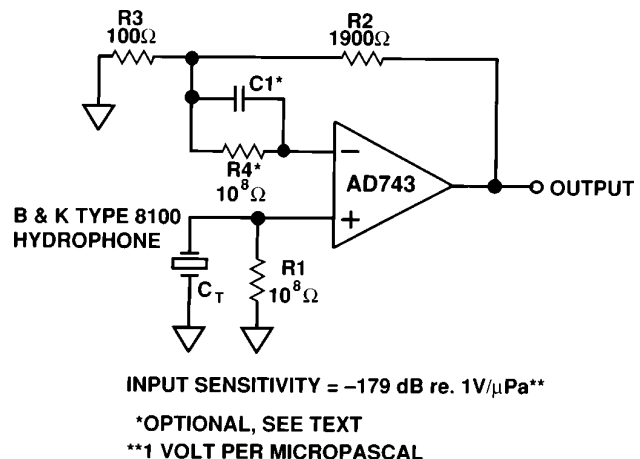 R3
100Ω
R2
1900Ω
C1*
R4*
10⁸Ω
−
+
AD743
OUTPUT
B & K TYPE 8100
HYDROPHONE
R1
10⁸Ω
C_T
INPUT SENSITIVITY = –179 dB re. 1V/μPa**
*OPTIONAL, SEE TEXT
**1 VOLT PER MICROPASCAL